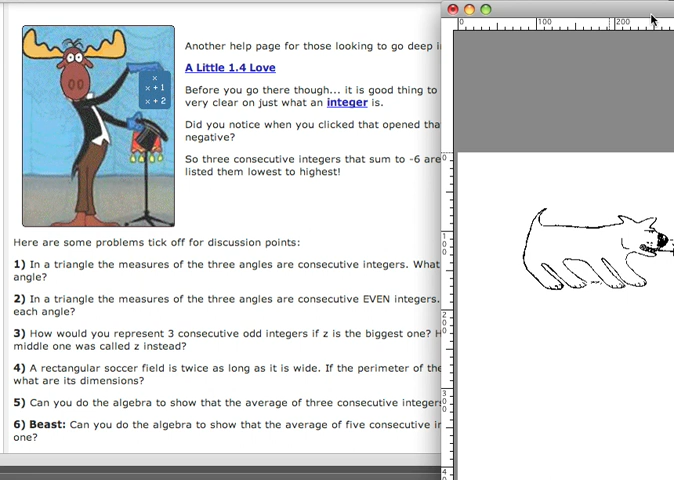 Another help page for those looking to go deep i
A Little 1.4 Love
x
x + 1
x + 2
Before you go there though... it is good thing to
very clear on just what an integer is.
Did you notice when you clicked that opened tha
negative?
So three consecutive integers that sum to -6 are
listed them lowest to highest!
Here are some problems tick off for discussion points:
1) In a triangle the measures of the three angles are consecutive integers. What
angle?
2) In a triangle the measures of the three angles are consecutive EVEN integers.
each angle?
3) How would you represent 3 consecutive odd integers if z is the biggest one? H
middle one was called z instead?
4) A rectangular soccer field is twice as long as it is wide. If the perimeter of the
what are its dimensions?
5) Can you do the algebra to show that the average of three consecutive integer
6) Beast: Can you do the algebra to show that the average of five consecutive in
one?
0 100 200
0
100
200
300
40